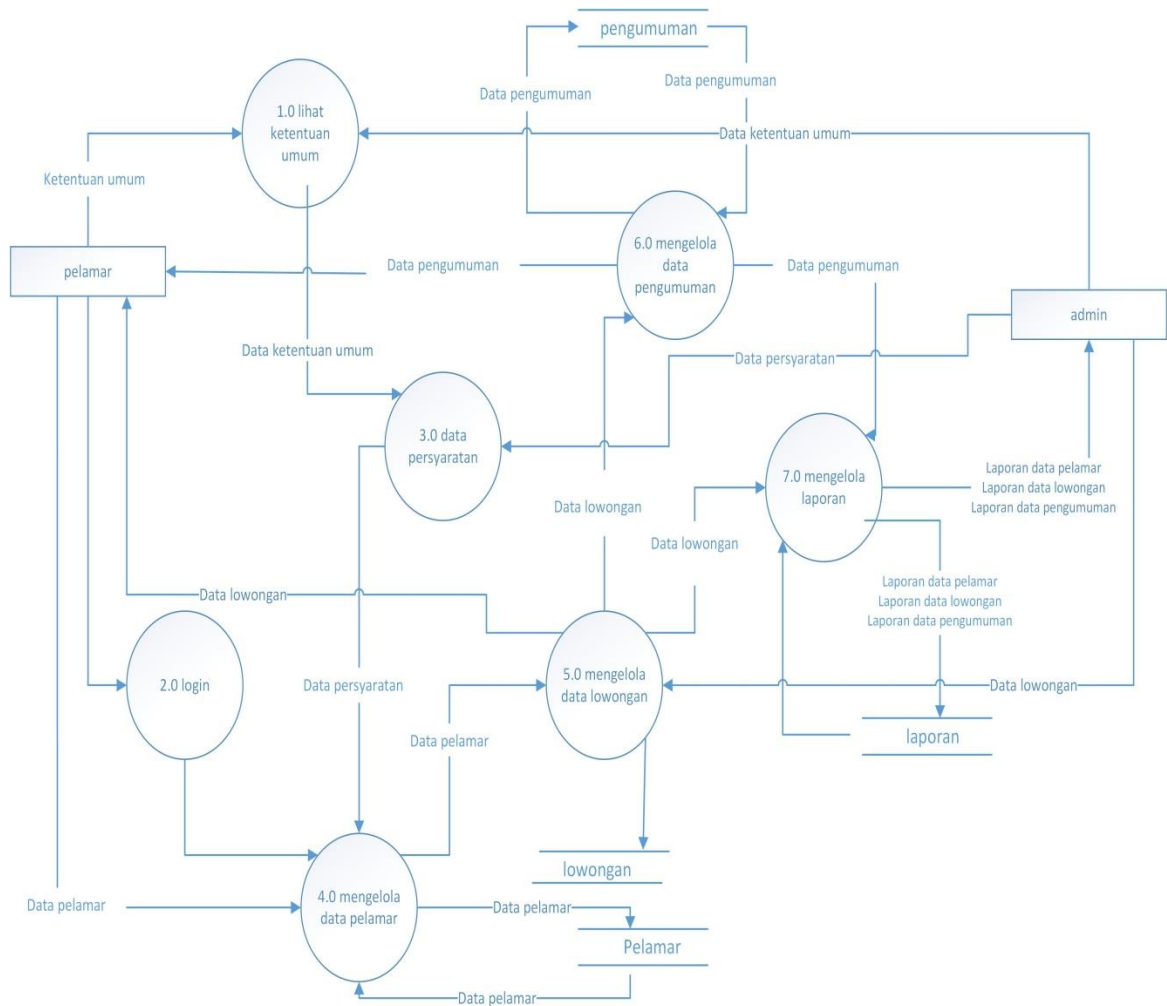 pengumuman
Data pengumuman
Data pengumuman
1.0 lihat
ketentuan
umum
Data ketentuan umum
Ketentuan umum
6.0 mengelola
data
pengumuman
pelamar
Data pengumuman
Data pengumuman
admin
Data ketentuan umum
Data persyaratan
3.0 data
persyaratan
7.0 mengelola
laporan
Laporan data pelamar
Laporan data lowongan
Laporan data pengumuman
Data lowongan
Data lowongan
Data lowongan
Laporan data pelamar
Laporan data lowongan
Laporan data pengumuman
2.0 login
Data persyaratan
5.0 mengelola
data lowongan
Data lowongan
Data pelamar
laporan
lowongan
4.0 mengelola
data pelamar
Data pelamar
Data pelamar
Pelamar
Data pelamar